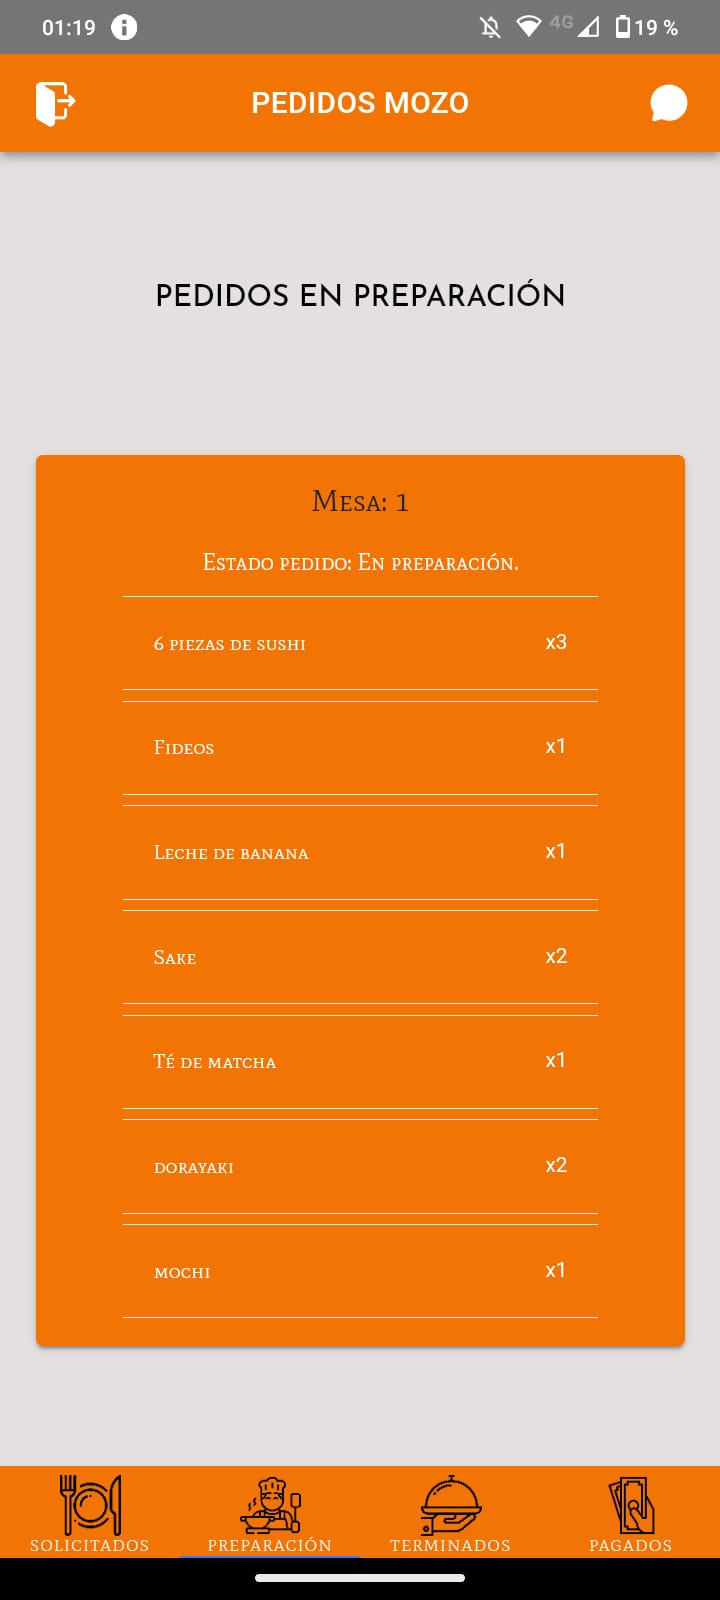 01:19 4G 19 %
PEDIDOS MOZO
PEDIDOS EN PREPARACIÓN
Mesa: 1
Estado pedido: En preparación.
6 piezas de sushi x3
Fideos x1
Leche de banana x1
Sake x2
Té de matcha x1
dorayaki x2
mochi x1
SOLICITADOS PREPARACIÓN TERMINADOS PAGADOS